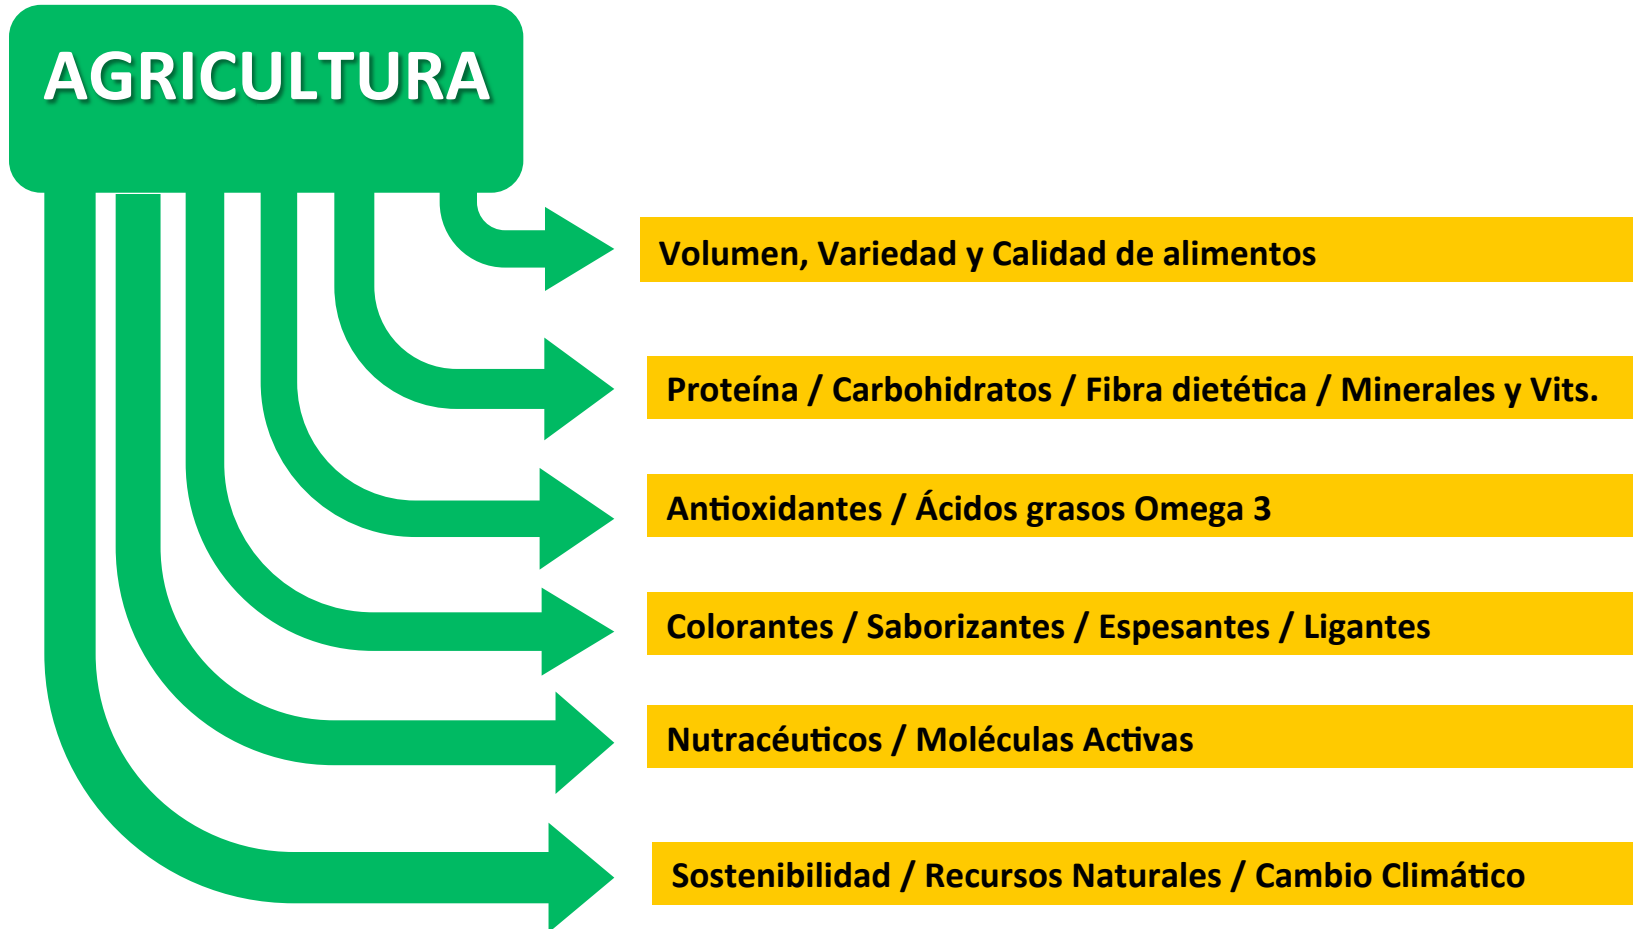 AGRICULTURA
Volumen, Variedad y Calidad de alimentos
Proteína / Carbohidratos / Fibra dietética / Minerales y Vits.
Antioxidantes / Ácidos grasos Omega 3
Colorantes / Saborizantes / Espesantes / Ligantes
Nutracéuticos / Moléculas Activas
Sostenibilidad / Recursos Naturales / Cambio Climático